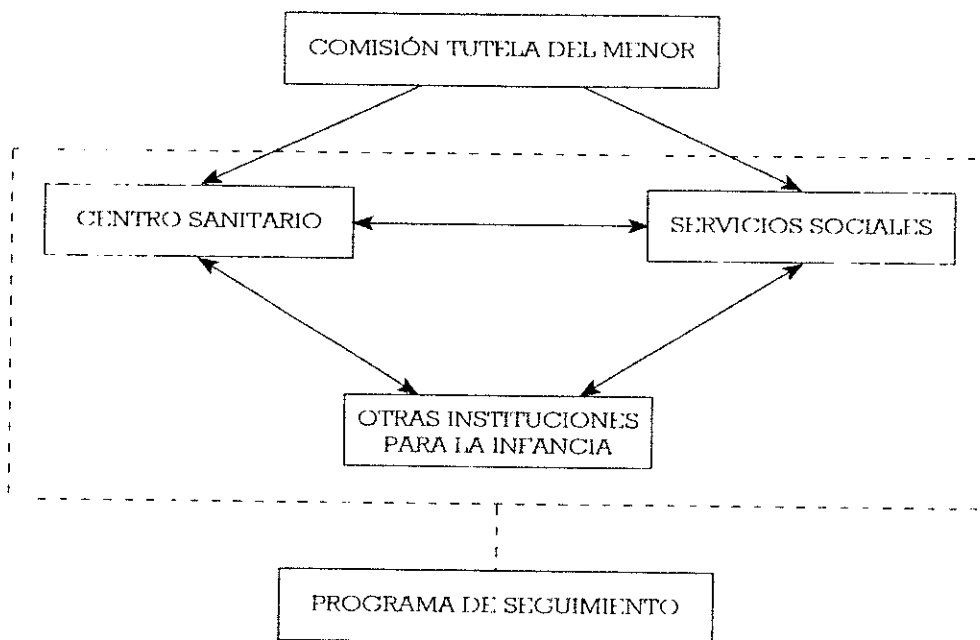 COMISIÓN TUTELA DEL MENOR
CENTRO SANITARIO
SERVICIOS SOCIALES
OTRAS INSTITUCIONES
PARA LA INFANCIA
PROGRAMA DE SEGUIMIENTO